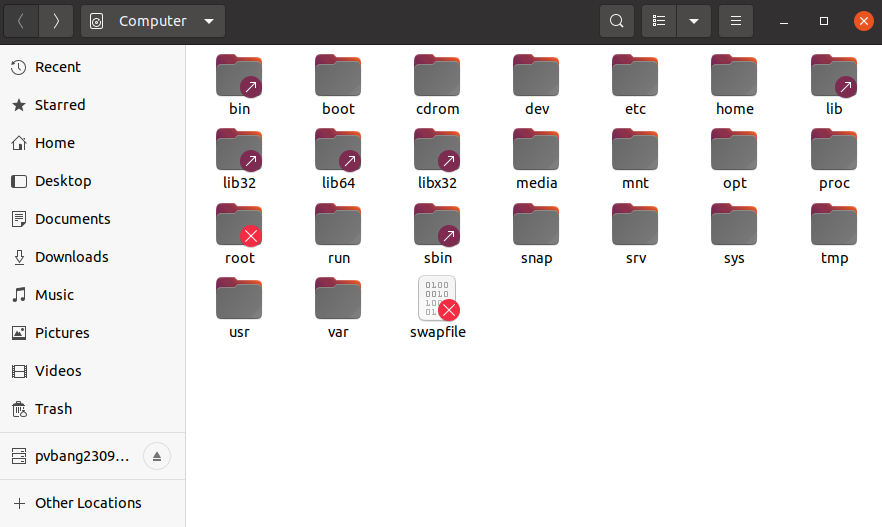 Computer
Recent
Starred
Home
Desktop
Documents
Downloads
Music
Pictures
Videos
Trash
pvbang2309...
Other Locations
bin boot cdrom dev etc home lib
lib32 lib64 libx32 media mnt opt proc
root run sbin snap srv sys tmp
0100
0010
usr var swapfile